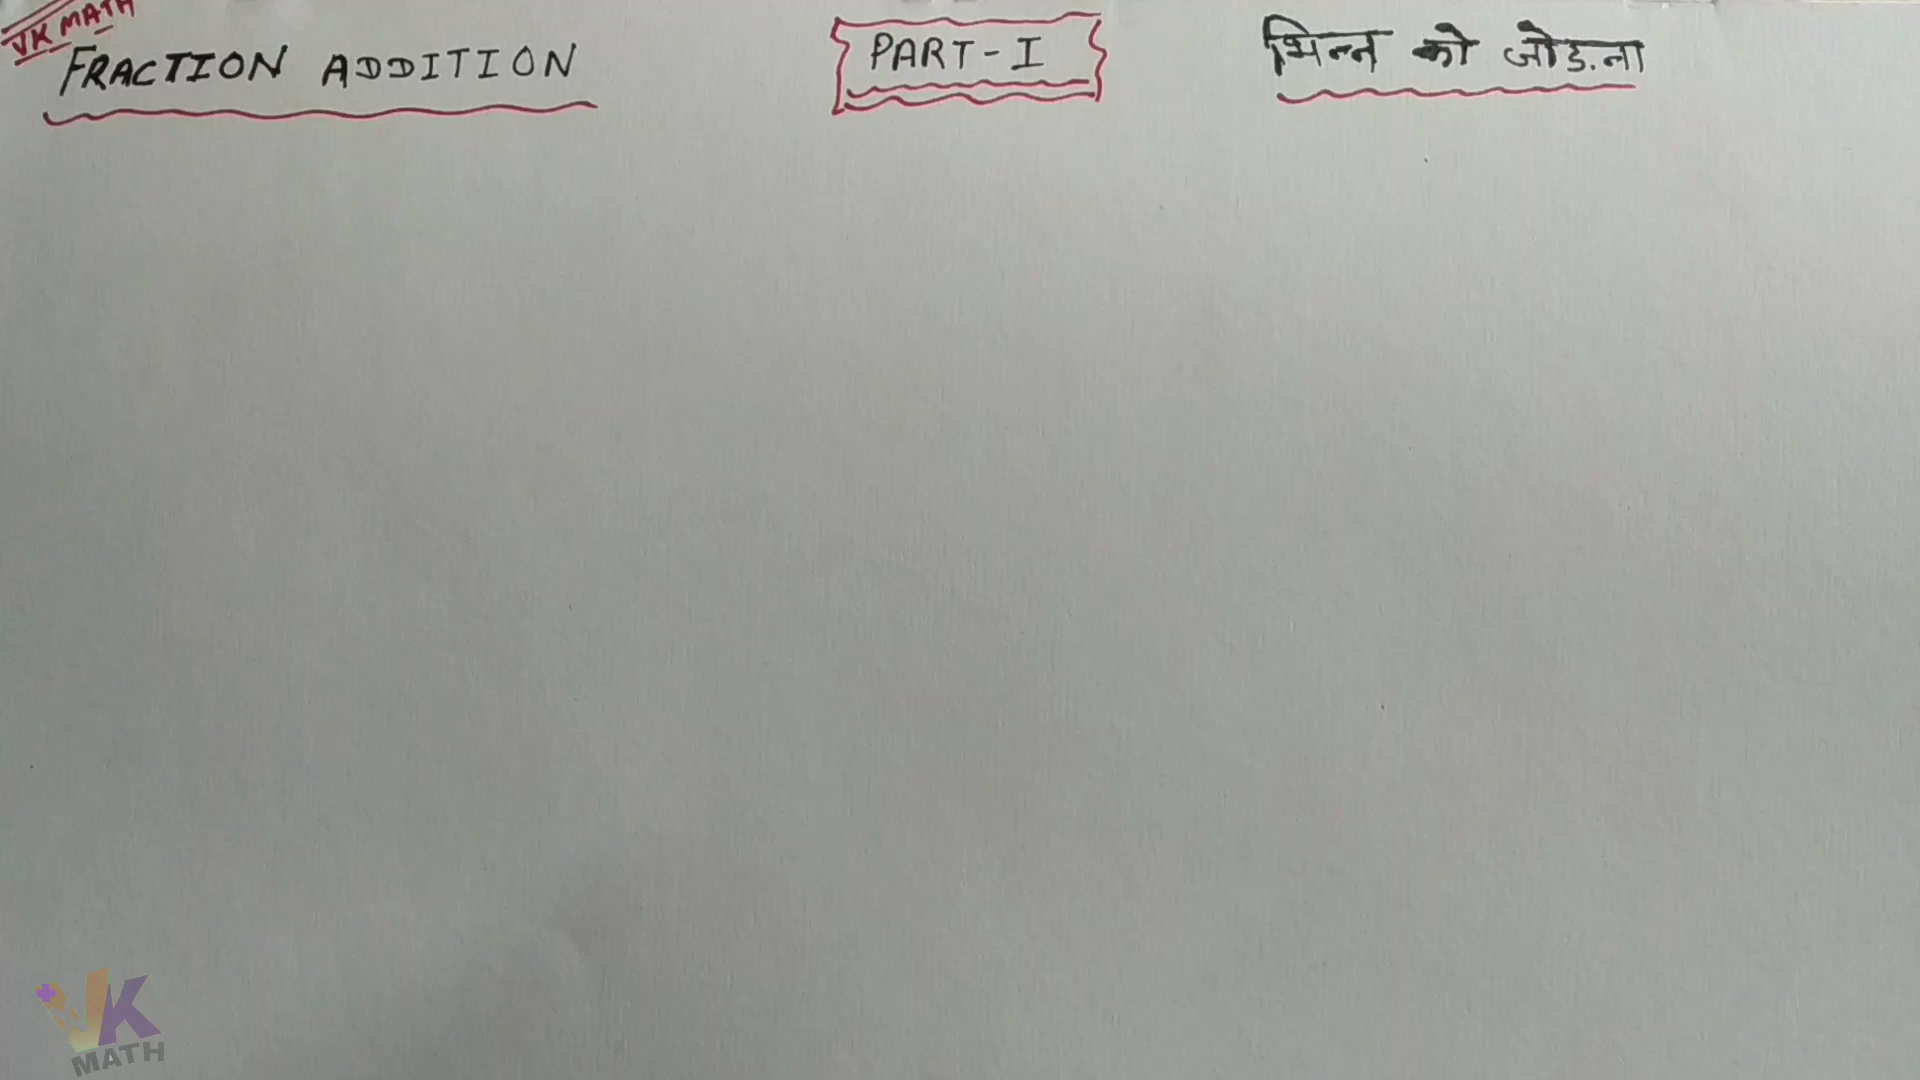 VK MATH
FRACTION ADDITION PART-I भिन्न को जोड.ना
VK
MATH